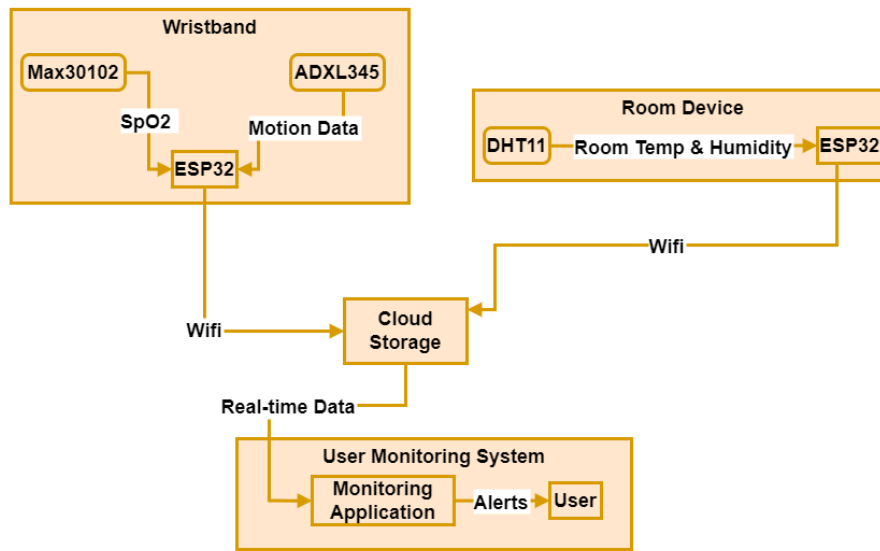 Wristband
Max30102
ADXL345
SpO2
Motion Data
ESP32
Room Device
DHT11
Room Temp & Humidity
ESP32
Wifi
Wifi
Cloud
Storage
Real-time Data
User Monitoring System
Monitoring
Application
Alerts
User